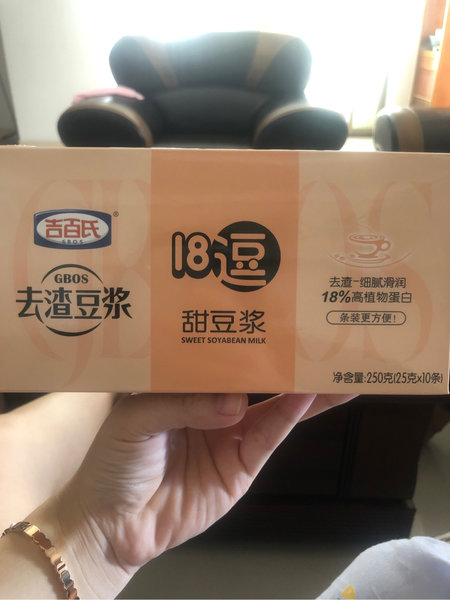 吉百氏®
GBOS
GBOS
去渣豆浆
18逗
甜豆浆
SWEET SOYABEAN MILK
去渣-细腻滑润
18%高植物蛋白
条装更方便!
净含量:250克(25克×10条)
GBOS